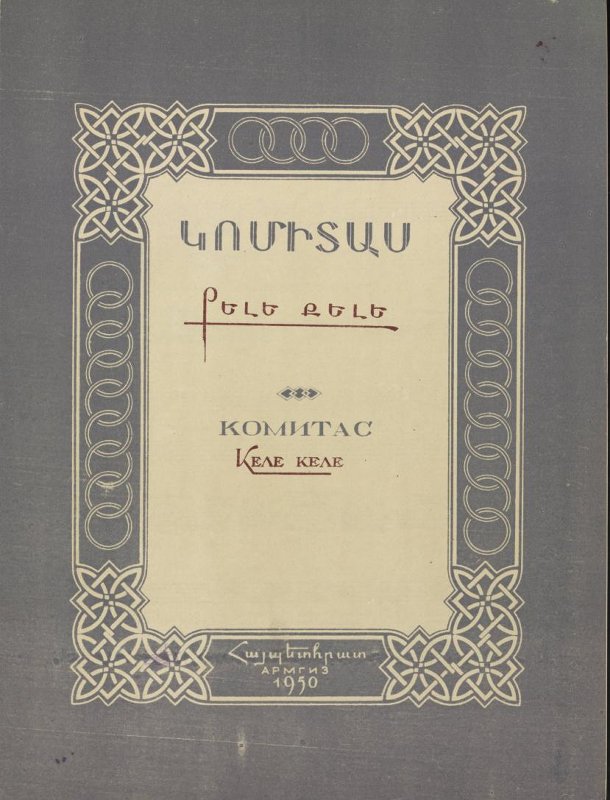 ԿՈՄԻՏԱՍ
Քելե քելե
КОМИТАС
Келе келе
Հայպետհրատ
АРМГИЗ
1950